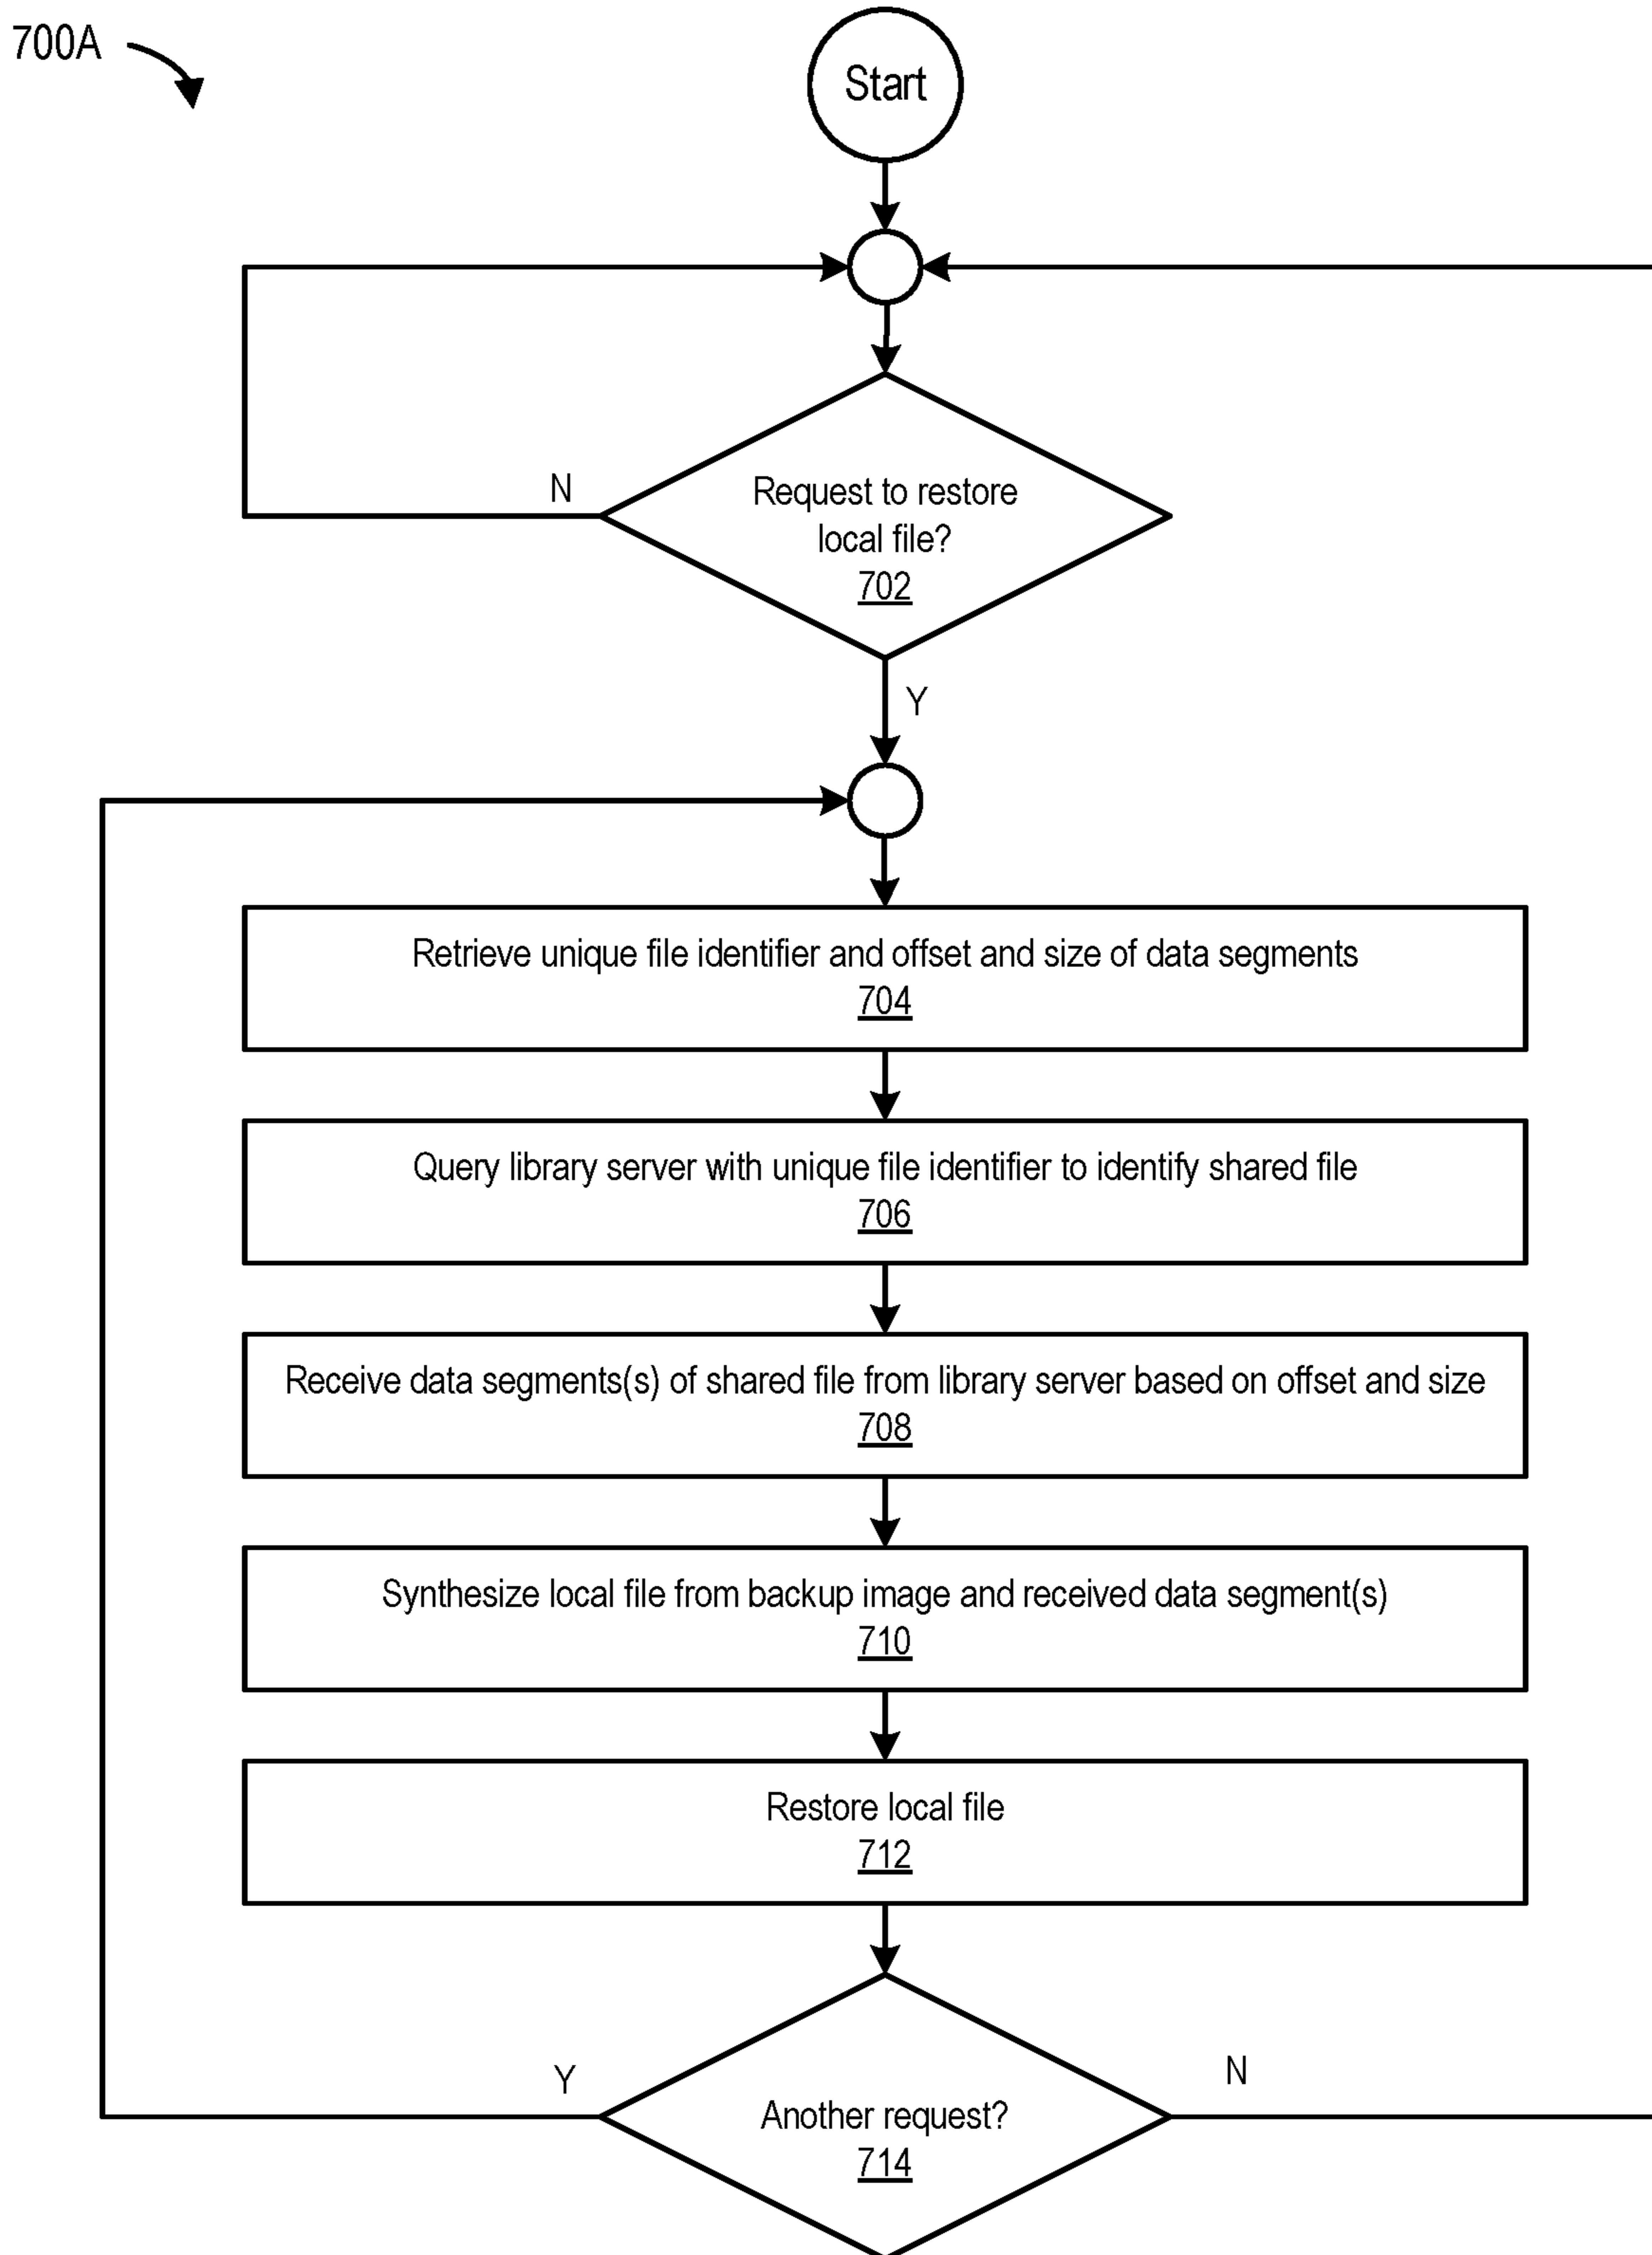 700A
Start
Request to restore
local file?
702
N
Y
Retrieve unique file identifier and offset and size of data segments
704
Query library server with unique file identifier to identify shared file
706
Receive data segments(s) of shared file from library server based on offset and size
708
Synthesize local file from backup image and received data segment(s)
710
Restore local file
712
Y
N
Another request?
714